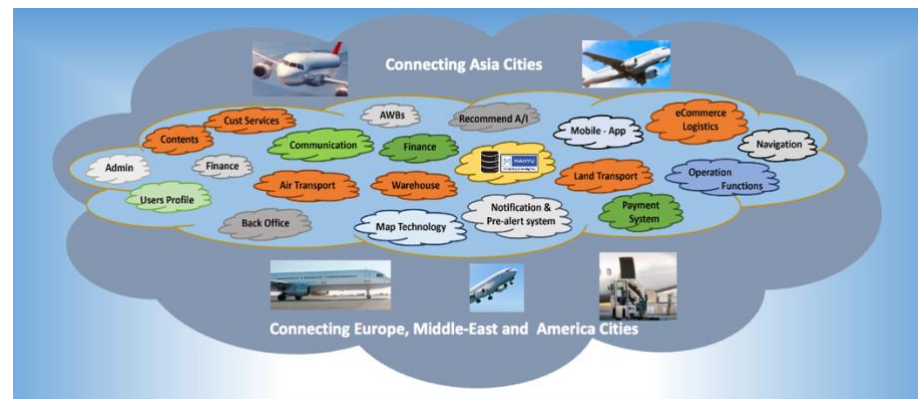 Connecting Asia Cities
Cust Services
AWBs
Recommend A/I
eCommerce
Logistics
Contents
Communication
Finance
Mobile - App
Navigation
Admin
Finance
HAHYU
Air Transport
Warehouse
Land Transport
Operation
Functions
Users Profile
Back Office
Map Technology
Notification &
Pre-alert system
Payment
System
Connecting Europe, Middle-East and America Cities